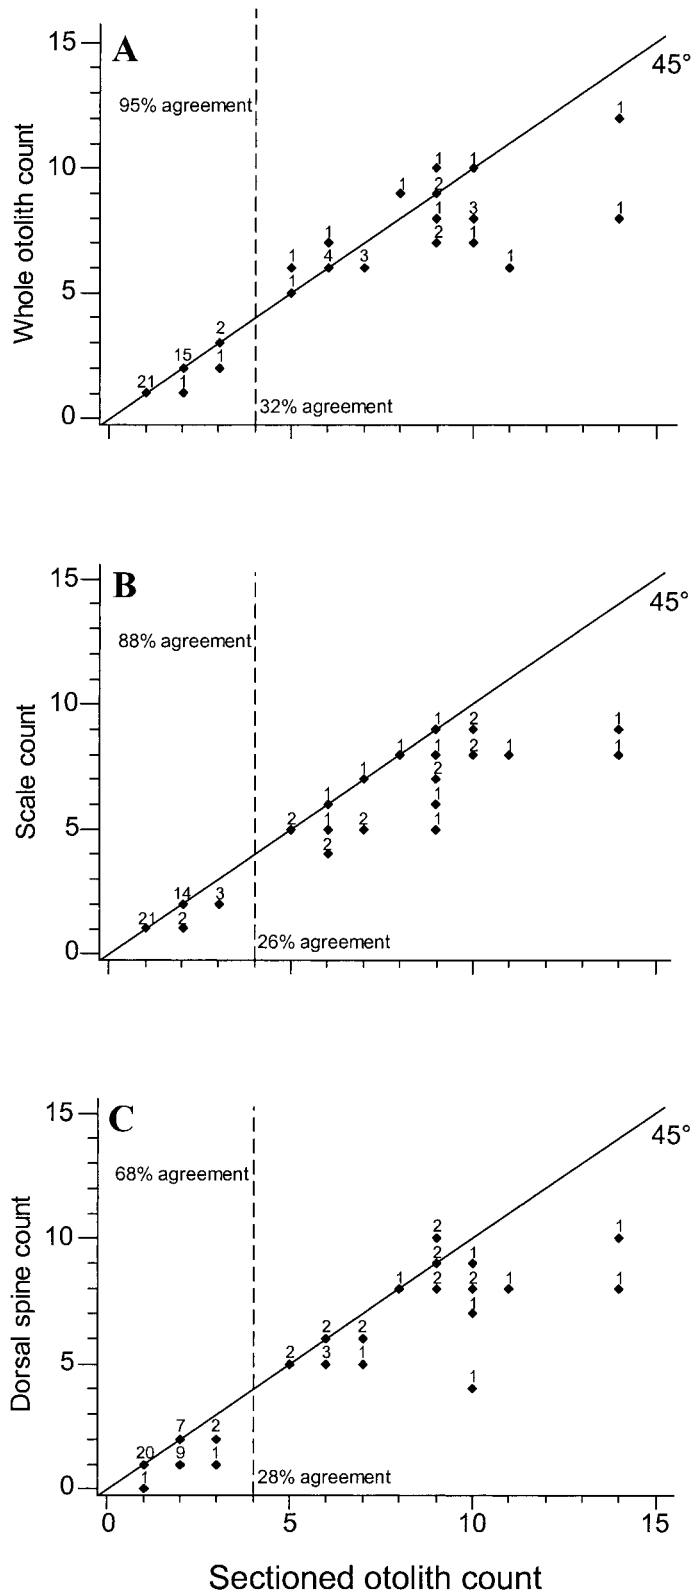 15
A
45°
95% agreement
1
Whole otolith count
1 1
10
1 2
1 3 1
1 2 1
1 4 3 1
5
1
2
15 1
21 1
32% agreement
0
15
B
45°
88% agreement
10
Scale count
1 2 1
1 1 2 1 1
1 2
1 1
5
2 1 2 1
2
14 3
21 2
26% agreement
0
15
C
45°
68% agreement
10
Dorsal spine count
2 1
2 1
1 2 2 1 1
2 2 1
5
2 3 1
1
7 2
20 9 1
1
28% agreement
0
0 5 10 15
Sectioned otolith count